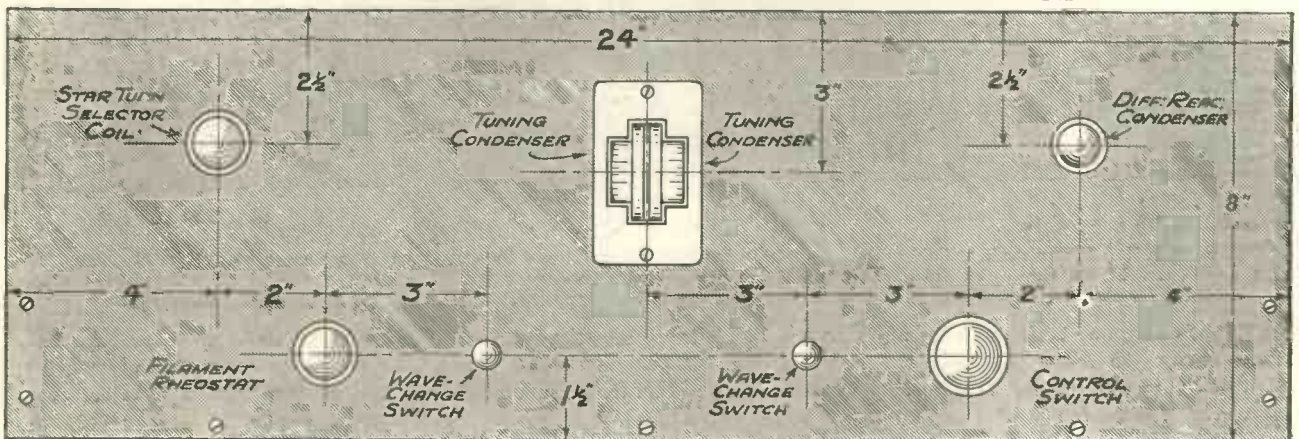 24"
2½"
3"
2½"
STAR TURN
SELECTOR
COIL.
TUNING
CONDENSER
TUNING
CONDENSER
DIFF: REAC:
CONDENSER
8"
4"
2"
3"
3"
3"
2"
4"
FILAMENT
RHEOSTAT
WAVE-
CHANGE
SWITCH
1½"
WAVE-
CHANGE
SWITCH
CONTROL
SWITCH